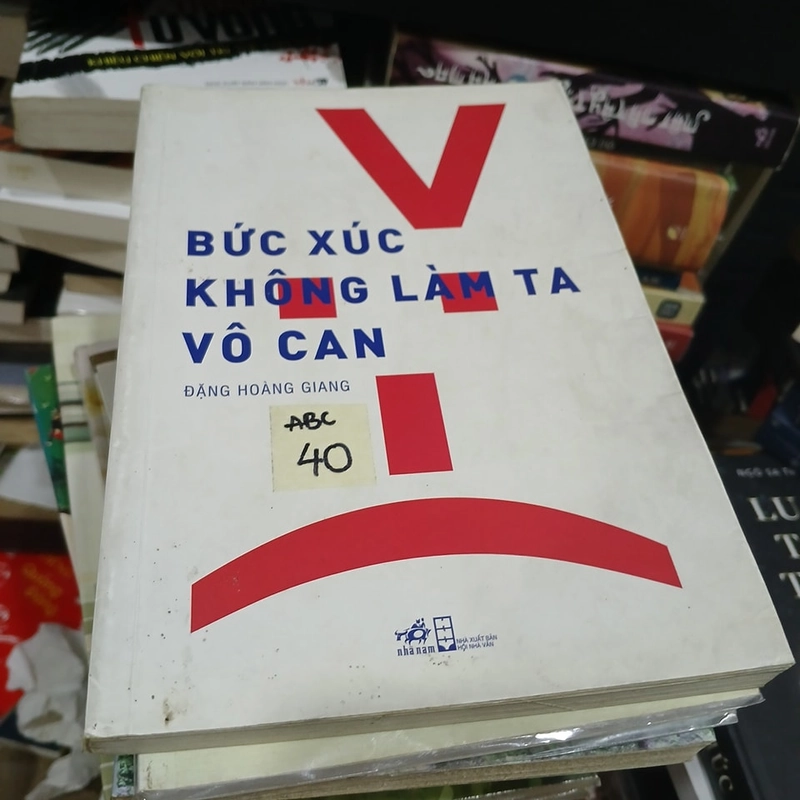 BỨC XÚC
KHÔNG LÀM TA
VÔ CAN
ĐẶNG HOÀNG GIANG
ABC
40
nhã nam
NHÀ XUẤT BẢN
HỘI NHÀ VĂN